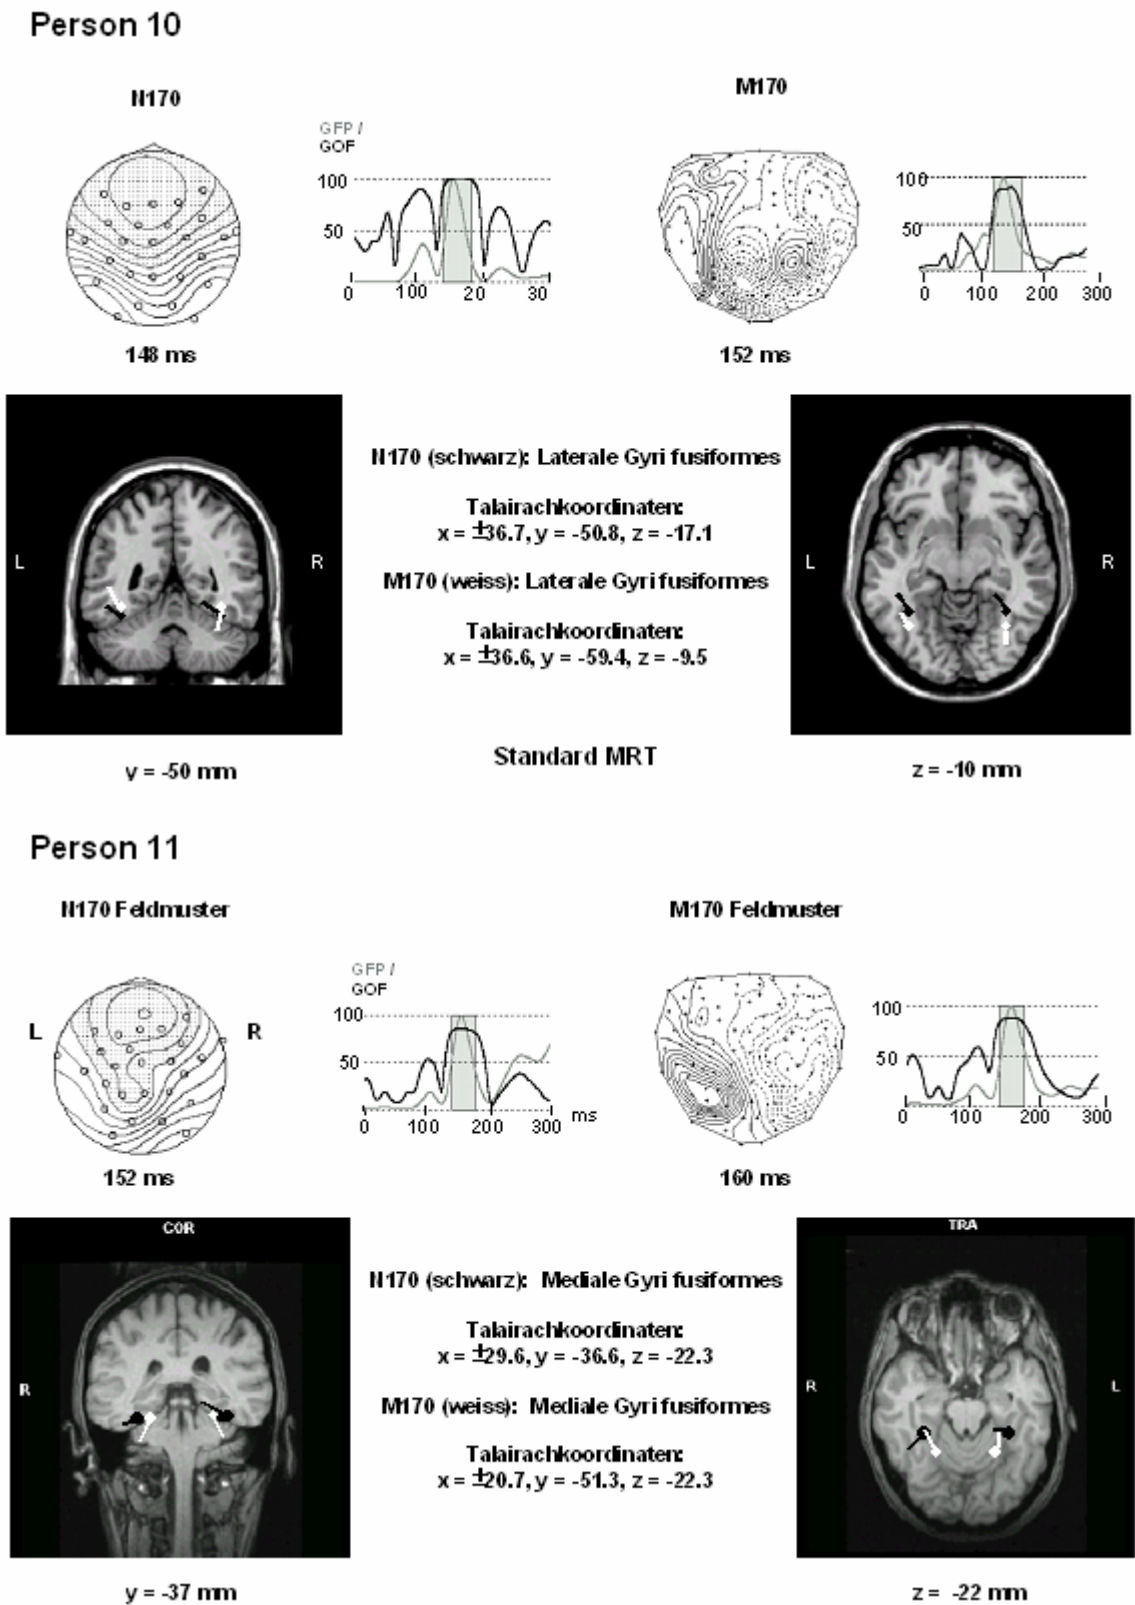 Person 10
N170
M170
GFP /
GOF
100
50
0 100 20 30
100
50
0 100 200 300
148 ms
152 ms
L R
N170 (schwarz): Laterale Gyri fusiformes
Talairachkoordinaten:
x = ±36.7, y = -50.8, z = -17.1
M170 (weiss): Laterale Gyri fusiformes
Talairachkoordinaten:
x = ±36.6, y = -59.4, z = -9.5
L R
y = -50 mm
Standard MRT
z = -10 mm
Person 11
N170 Feldmuster
M170 Feldmuster
GFP /
GOF
L R
100
50
0 100 200 300 ms
100
50
0 100 200 300
152 ms
160 ms
COR
R
N170 (schwarz): Mediale Gyri fusiformes
Talairachkoordinaten:
x = ±29.6, y = -36.6, z = -22.3
M170 (weiss): Mediale Gyri fusiformes
Talairachkoordinaten:
x = ±20.7, y = -51.3, z = -22.3
TRA
R L
y = -37 mm
z = -22 mm